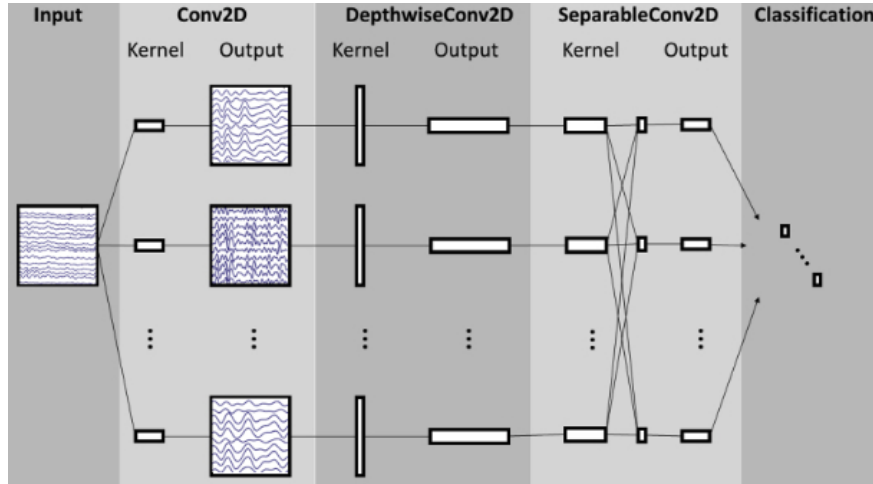 Input Conv2D DepthwiseConv2D SeparableConv2D Classification
Kernel Output Kernel Output Kernel Output